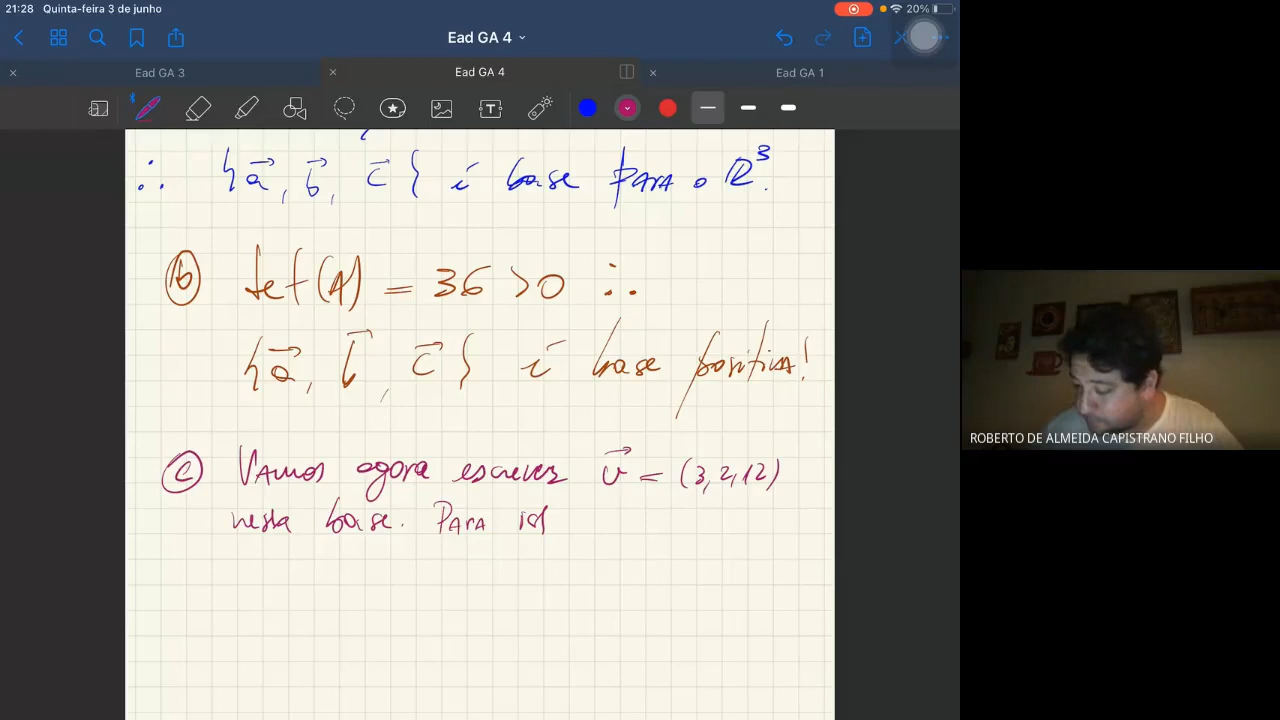 21:28 Quinta-feira 3 de junho
20%
Ead GA 4
Ead GA 3
Ead GA 4
Ead GA 1
∴ {a⃗, b⃗, c⃗} é base para o ℝ³.
ⓑ det(A) = 36 > 0 ∴
{a⃗, b⃗, c⃗} é base positiva!
ⓒ Vamos agora escrever v⃗ = (3,2,12)
nesta base. Para
ROBERTO DE ALMEIDA CAPISTRANO FILHO